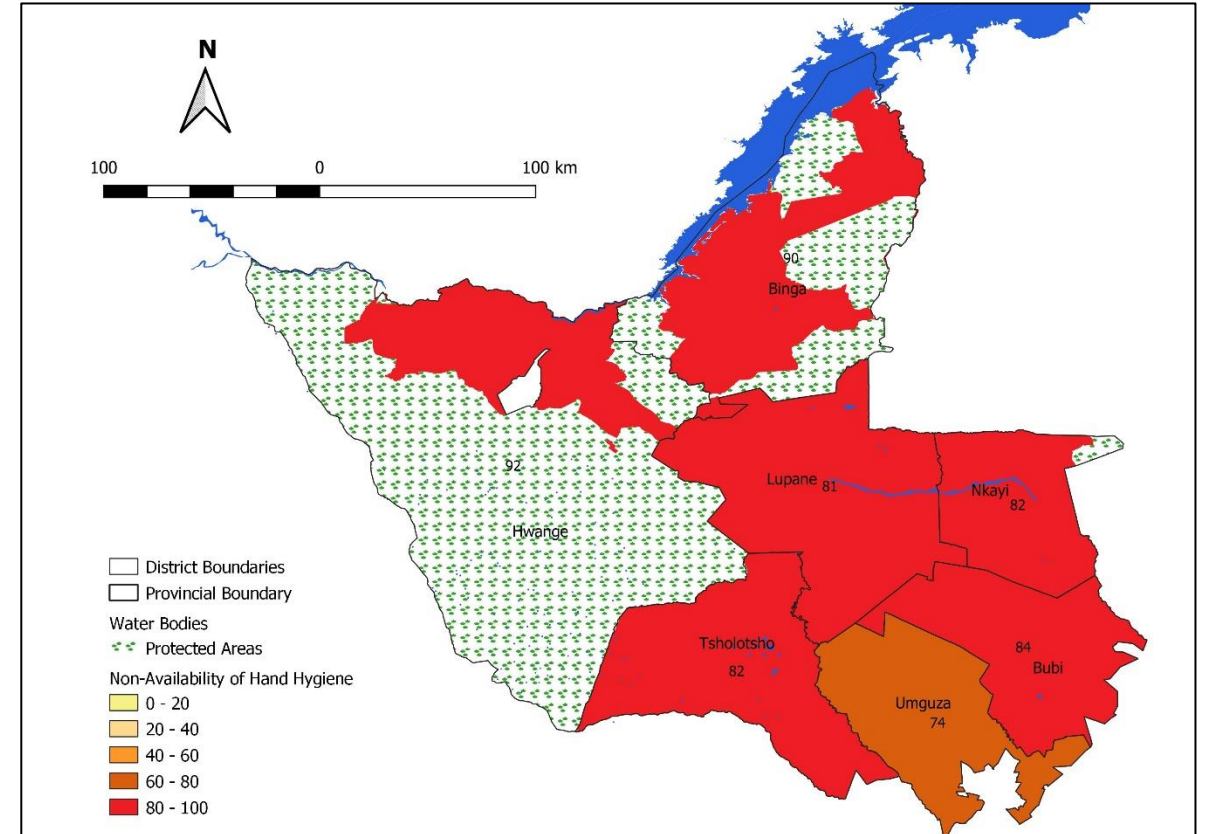 N
100 0 100 km
90
Binga
92
Hwange
Lupane 81
Nkayi
82
Tsholotsho
82
84
Bubi
Umguza
74
District Boundaries
Provincial Boundary
Water Bodies
Protected Areas
Non-Availability of Hand Hygiene
0 - 20
20 - 40
40 - 60
60 - 80
80 - 100